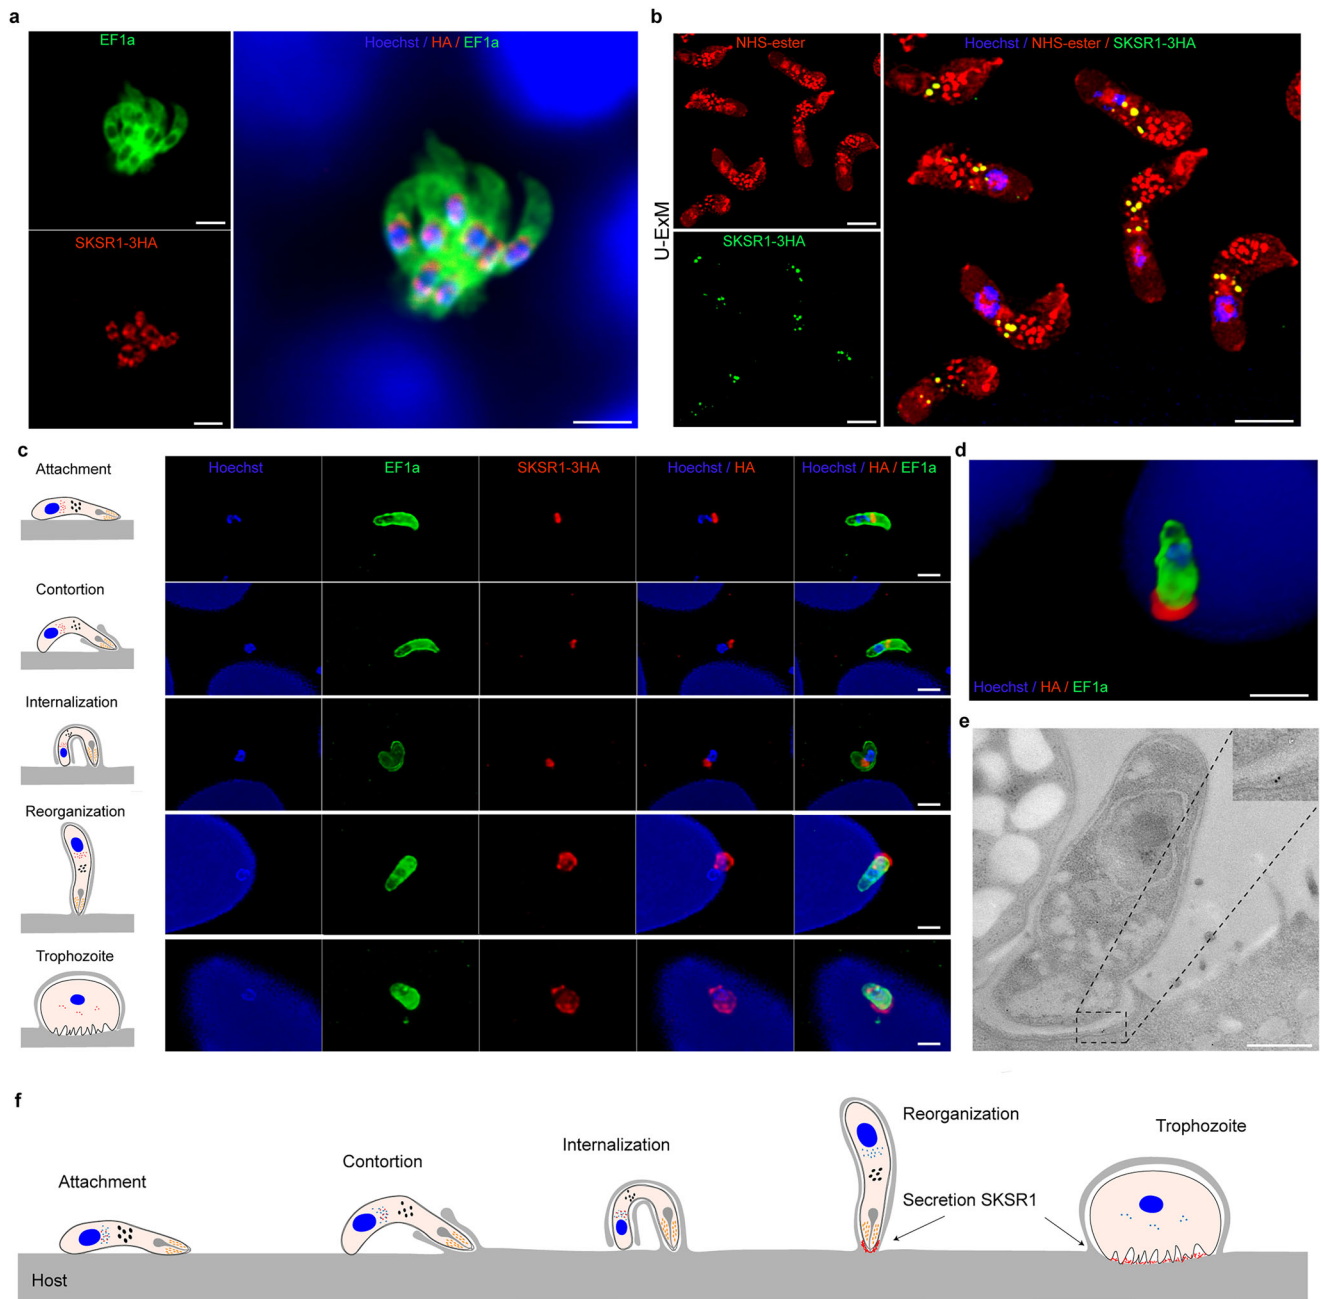 a
EF1a
Hoechst / HA / EF1a
SKSR1-3HA
b
U-ExM
NHS-ester
Hoechst / NHS-ester / SKSR1-3HA
SKSR1-3HA
c
Attachment
Contortion
Internalization
Reorganization
Trophozoite
Hoechst
EF1a
SKSR1-3HA
Hoechst / HA
Hoechst / HA / EF1a
d
Hoechst / HA / EF1a
e
f
Attachment
Contortion
Internalization
Reorganization
Trophozoite
Secretion SKSR1
Host